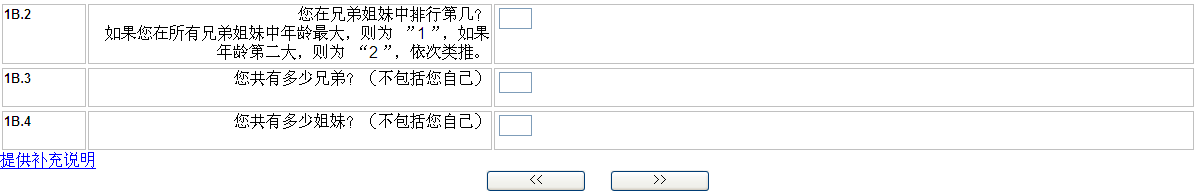 1B.2
您在兄弟姐妹中排行第几?
如果您在所有兄弟姐妹中年龄最大，则为 ”1 ”，如果
年龄第二大，则为 “2 ”，依次类推。
1B.3
您共有多少兄弟? （不包括您自己）
1B.4
您共有多少姐妹? （不包括您自己）
提供补充说明
<< >>